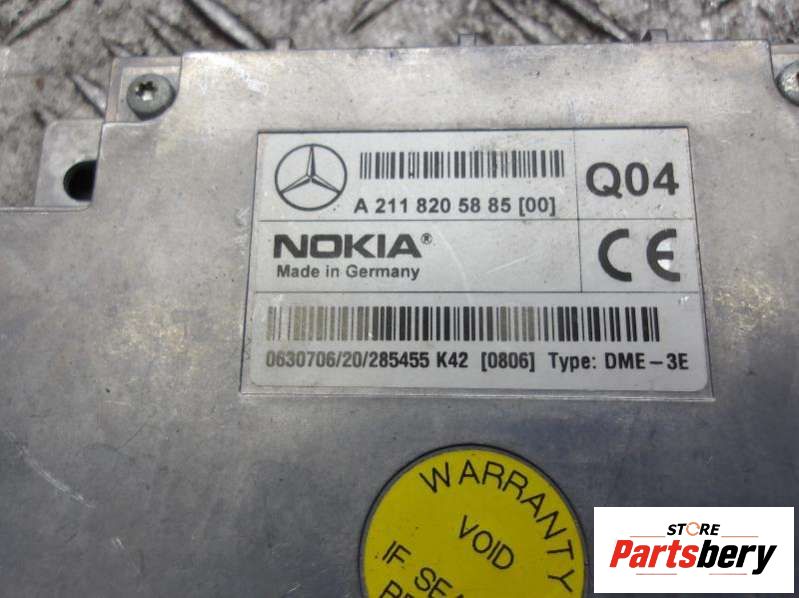 A 211 820 58 85 [00]
Q04
NOKIA®
Made in Germany
CE
0630706/20/285455 K42 [0806] Type: DME-3E
WARRANTY
VOID
IF
STORE
Partsbery